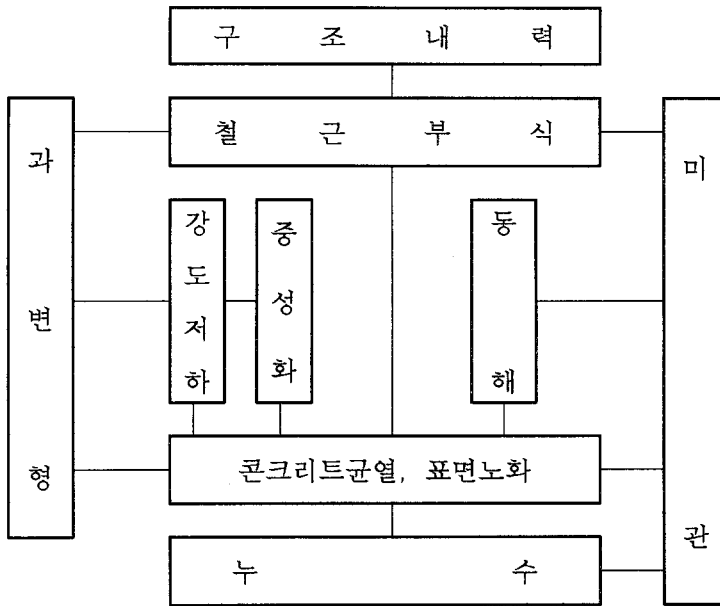 구조내력
철근부식
과변형
강도저하
중성화
동해
미관
콘크리트균열, 표면노화
누수